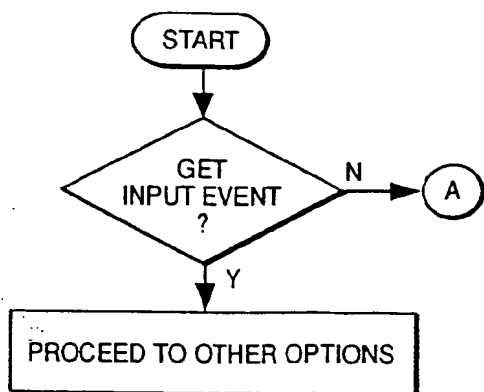 START
GET
INPUT EVENT
?
N
A
Y
PROCEED TO OTHER OPTIONS